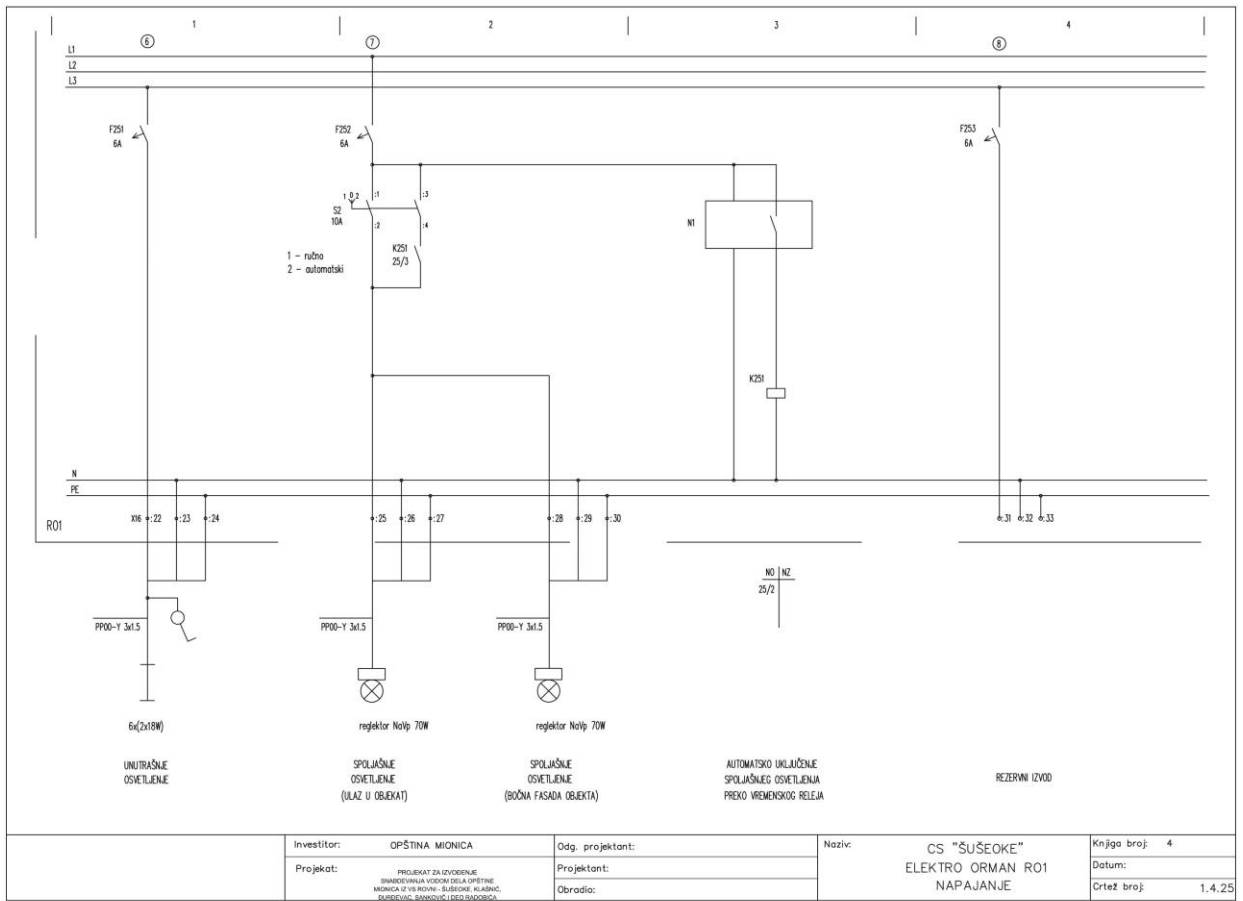 1 2 3 4
6 7 8
L1
L2
L3
F251
6A
F252
6A
F253
6A
1 0 2 :1 :3
S2
10A
:2 :4
1 - ručno
2 - automatski
K251
25/3
N1
K251
N
PE
R01
X16 :22 :23 :24 :25 :26 :27 :28 :29 :30 :31 :32 :33
NO NZ
25/2
PP00-Y 3x1.5 PP00-Y 3x1.5 PP00-Y 3x1.5
6x(2x18W) reglektor NaVp 70W reglektor NaVp 70W
UNUTRAŠNJE
OSVETLJENJE
SPOLJAŠNJE
OSVETLJENJE
(ULAZ U OBJEKAT)
SPOLJAŠNJE
OSVETLJENJE
(BOČNA FASADA OBJEKTA)
AUTOMATSKO UKLJUČENJE
SPOLJAŠNJEG OSVETLJENJA
PREKO VREMENSKOG RELEJA
REZERVNI IZVOD
Investitor: OPŠTINA MIONICA
Projekat: PROJEKAT ZA IZVOĐENJE
SNABDEVANJA VODOM DELA OPŠTINE
MIONICA IZ VS ROVNI - ŠUŠEOKE, KLAŠNIĆ,
ĐURĐEVAC, SANKOVIĆ I DEO RADOBIĆA
Odg. projektant:
Projektant:
Obradio:
Naziv: CS "ŠUŠEOKE"
ELEKTRO ORMAN RO1
NAPAJANJE
Knjiga broj: 4
Datum:
Crtež broj: 1.4.25